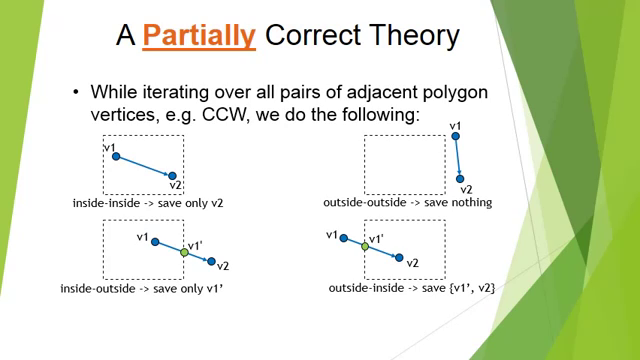 A Partially Correct Theory
• While iterating over all pairs of adjacent polygon
vertices, e.g. CCW, we do the following:
v1
v2
inside-inside -> save only v2
v1
v2
outside-outside -> save nothing
v1
v1'
v2
inside-outside -> save only v1’
v1
v1'
v2
outside-inside -> save {v1’, v2}